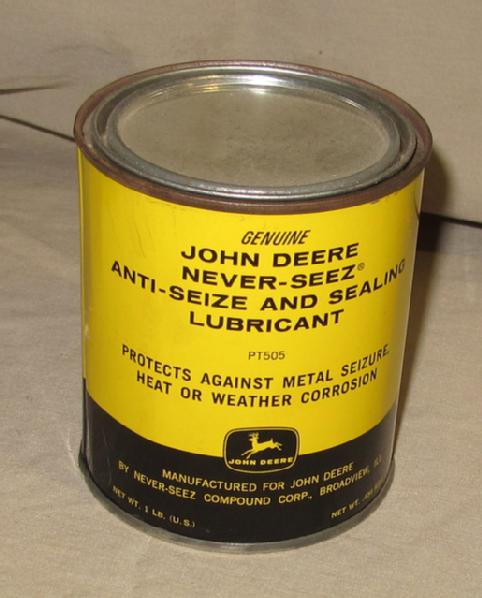 GENUINE
JOHN DEERE
NEVER-SEEZ®
ANTI-SEIZE AND SEALING
LUBRICANT
PT505
PROTECTS AGAINST METAL SEIZURE,
HEAT OR WEATHER CORROSION
JOHN DEERE
MANUFACTURED FOR JOHN DEERE
BY NEVER-SEEZ COMPOUND CORP., BROADVIEW, ILL.
NET WT. 1 LB. (U.S.)
NET WT.